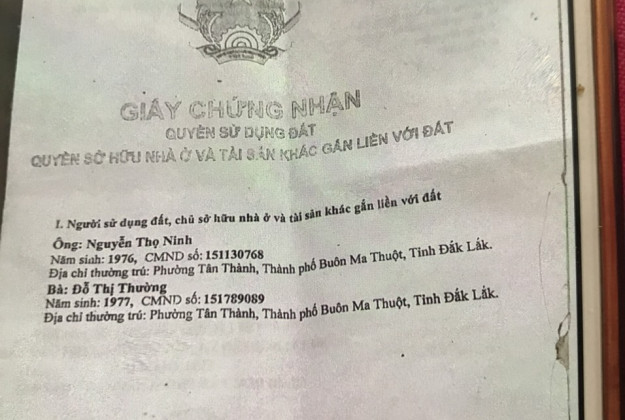 GIẤY CHỨNG NHẬN
QUYỀN SỬ DỤNG ĐẤT
QUYỀN SỞ HỮU NHÀ Ở VÀ TÀI SẢN KHÁC GẮN LIỀN VỚI ĐẤT
I. Người sử dụng đất, chủ sở hữu nhà ở và tài sản khác gắn liền với đất
Ông: Nguyễn Thọ Ninh
Năm sinh: 1976, CMND số: 151130768
Địa chỉ thường trú: Phường Tân Thành, Thành phố Buôn Ma Thuột, Tỉnh Đắk Lắk.
Bà: Đỗ Thị Thường
Năm sinh: 1977, CMND số: 151789089
Địa chỉ thường trú: Phường Tân Thành, Thành phố Buôn Ma Thuột, Tỉnh Đắk Lắk.